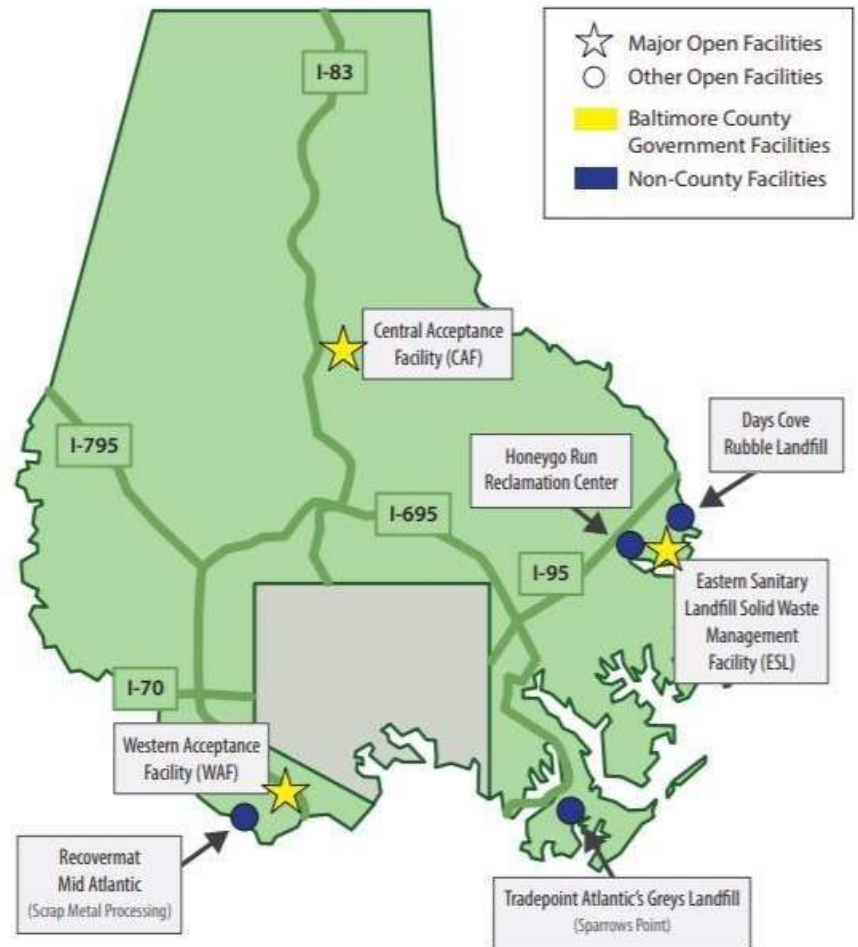 I-83
Major Open Facilities
Other Open Facilities
Baltimore County
Government Facilities
Non-County Facilities
Central Acceptance
Facility (CAF)
I-795
Days Cove
Rubble Landfill
Honeygo Run
Reclamation Center
I-695
I-95
Eastern Sanitary
Landfill Solid Waste
Management
Facility (ESL)
I-70
Western Acceptance
Facility (WAF)
Recovermat
Mid Atlantic
(Scrap Metal Processing)
Tradepoint Atlantic's Greys Landfill
(Sparrows Point)